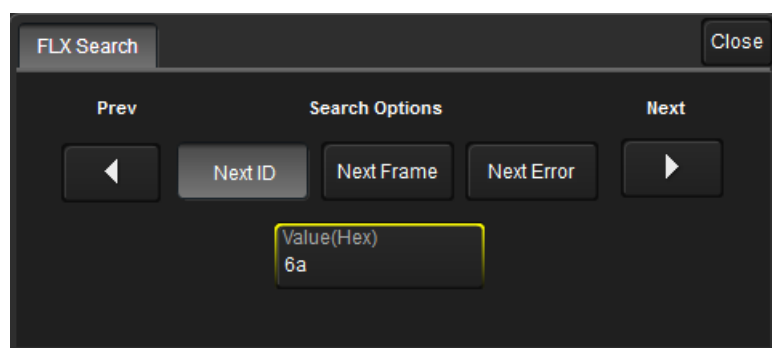 FLX Search
Close
Prev
Search Options
Next
Next ID
Next Frame
Next Error
Value(Hex)
6a